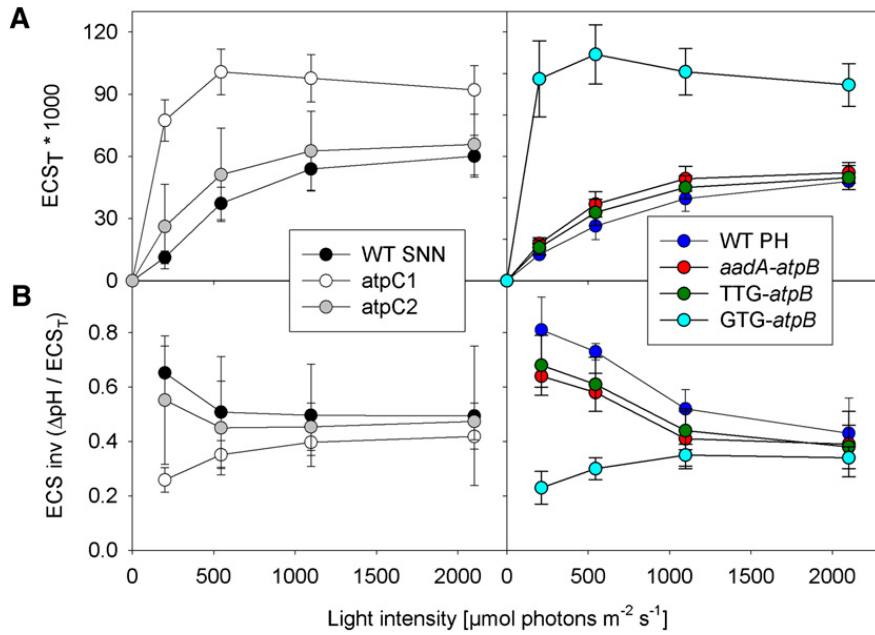 A
ECST * 1000
120
90
60
30
0
WT SNN
atpC1
atpC2
WT PH
aadA-atpB
TTG-atpB
GTG-atpB
B
ECS inv (ΔpH / ECST)
0.8
0.6
0.4
0.2
0.0
0 500 1000 1500 2000 0 500 1000 1500 2000
Light intensity [µmol photons m-2 s-1]